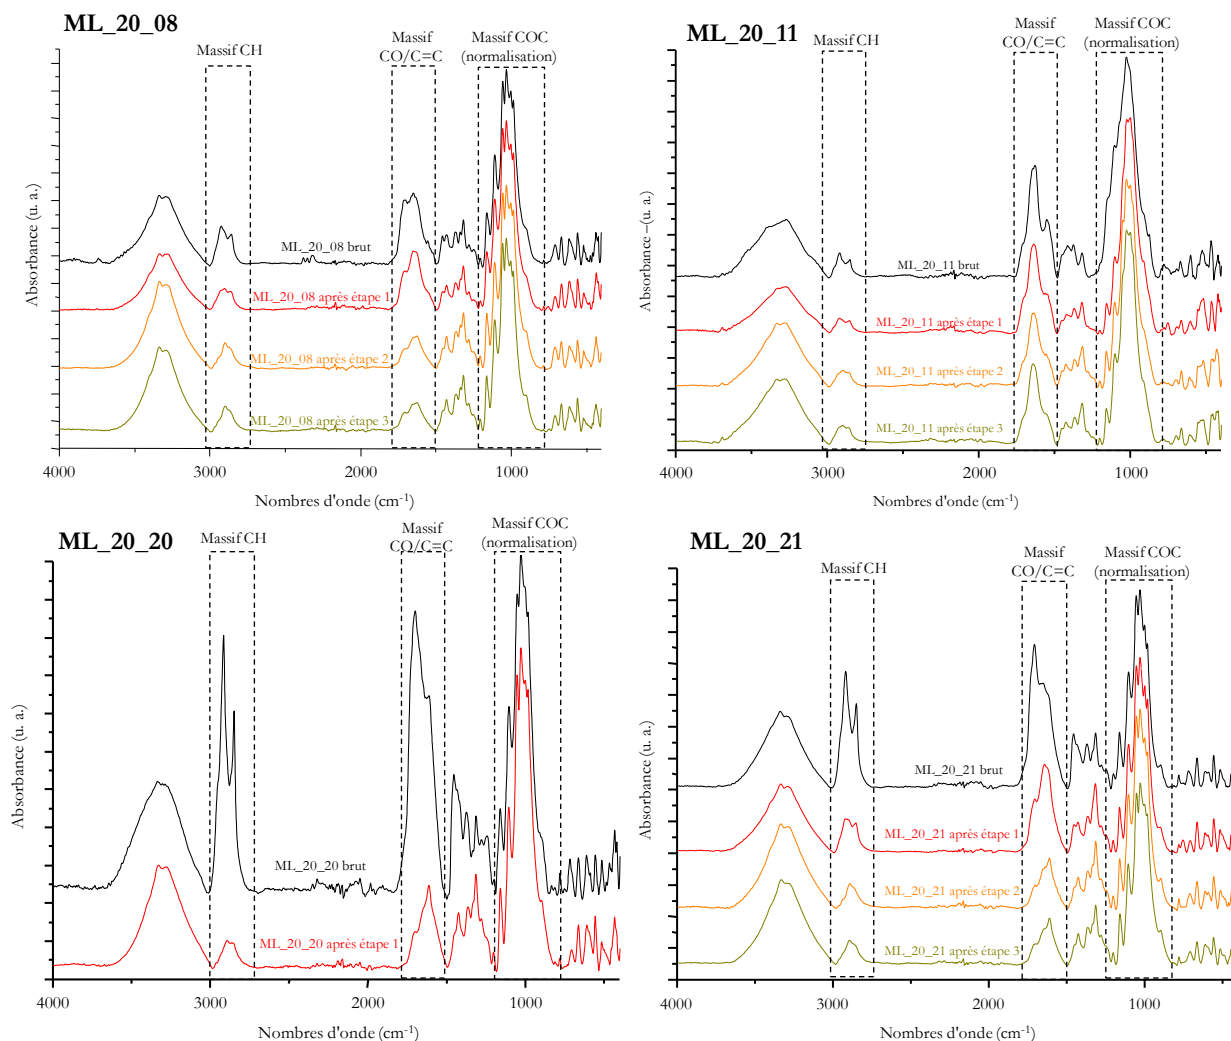 ML_20_08
Massif CH
Massif
CO/C=C
Massif COC
(normalisation)
Absorbance (u. a.)
ML_20_08 brut
ML_20_08 après étape 1
ML_20_08 après étape 2
ML_20_08 après étape 3
4000
3000
2000
1000
Nombres d'onde (cm-1)
ML_20_11
Massif CH
Massif
CO/C=C
Massif COC
(normalisation)
Absorbance –(u. a.)
ML_20_11 brut
ML_20_11 après étape 1
ML_20_11 après étape 2
ML_20_11 après étape 3
4000
3000
2000
1000
Nombres d'onde (cm-1)
ML_20_20
Massif CH
Massif
CO/C=C
Massif COC
(normalisation)
Absorbance (u. a.)
ML_20_20 brut
ML_20_20 après étape 1
4000
3000
2000
1000
Nombres d'onde (cm-1)
ML_20_21
Massif CH
Massif
CO/C=C
Massif COC
(normalisation)
Absorbance (u. a.)
ML_20_21 brut
ML_20_21 après étape 1
ML_20_21 après étape 2
ML_20_21 après étape 3
4000
3000
2000
1000
Nombres d'onde (cm-1)